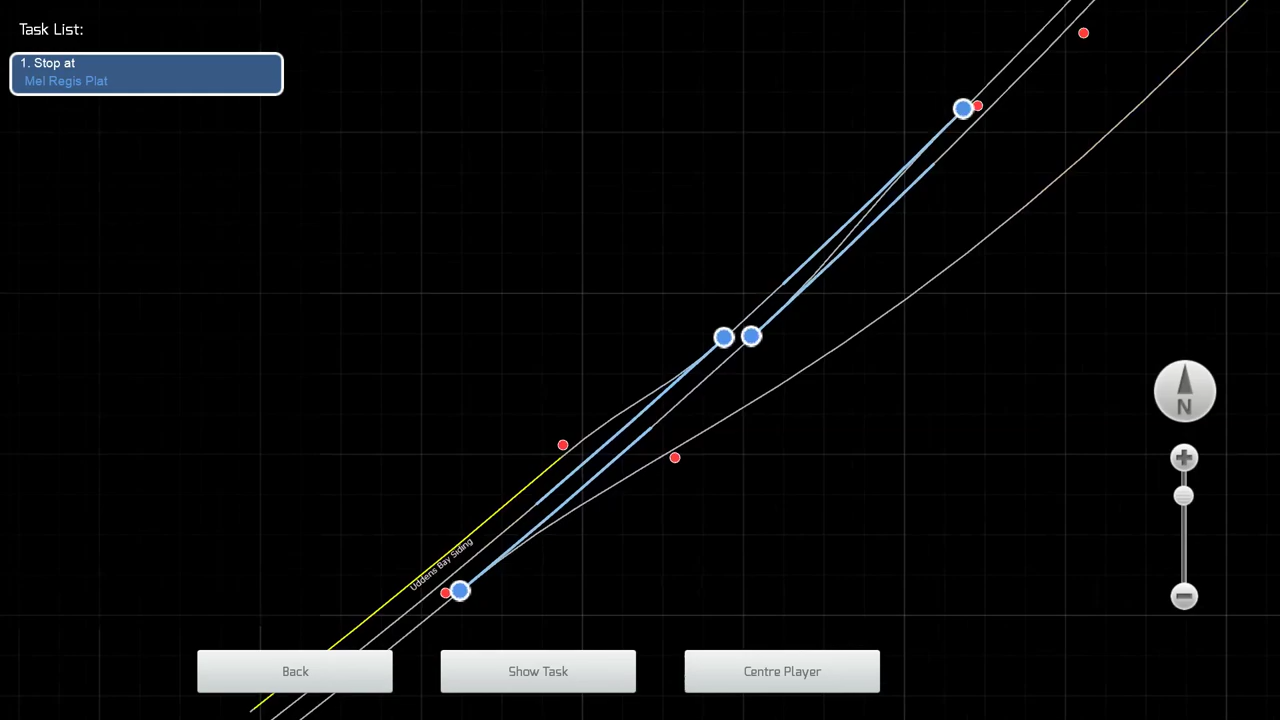 Task List:
1. Stop at
Mel Regis Plat
Uddens Bay Siding
N
Back
Show Task
Centre Player